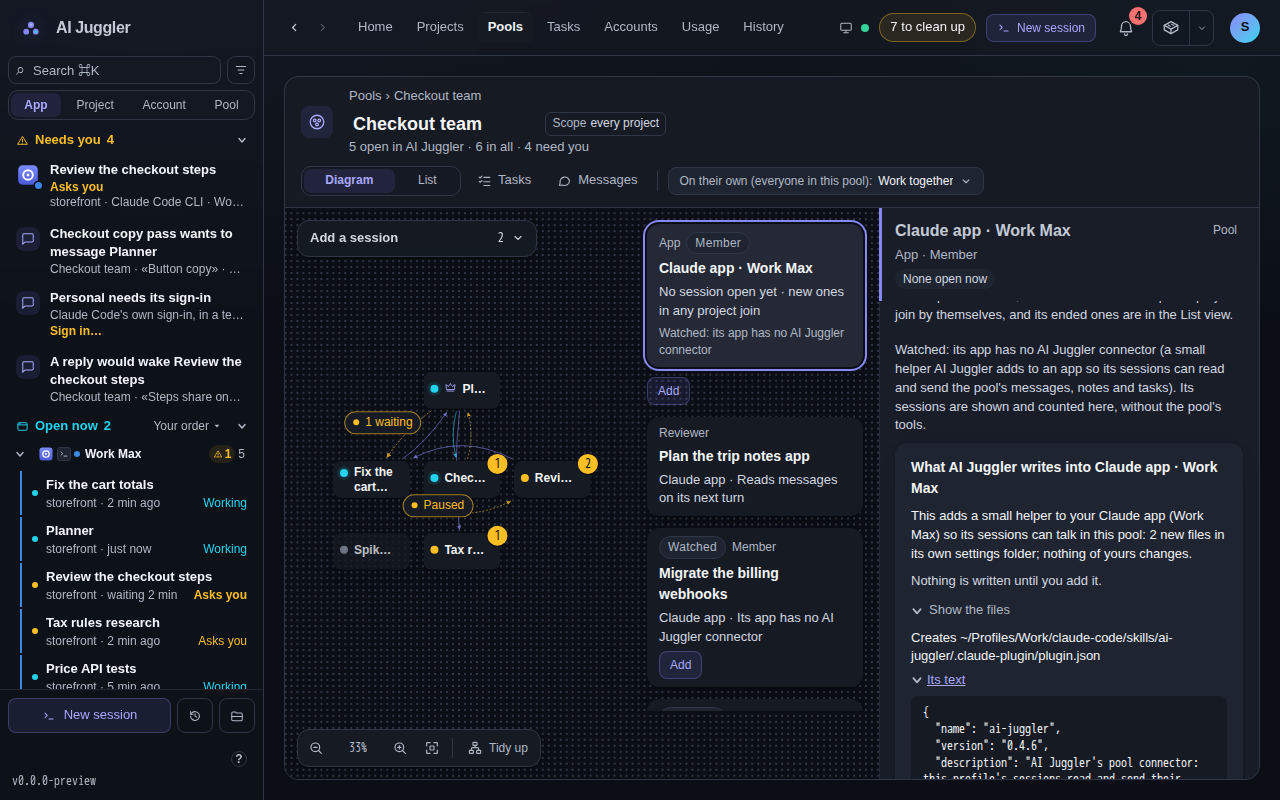 AI Juggler
Home
Projects
Pools
Tasks
Accounts
Usage
History
7 to clean up
New session
4
S
Search ⌘K
App
Project
Account
Pool
Needs you 4
Review the checkout steps
Asks you
storefront · Claude Code CLI · Wo…
Checkout copy pass wants to
message Planner
Checkout team · «Button copy» · …
Personal needs its sign-in
Claude Code's own sign-in, in a te…
Sign in…
A reply would wake Review the
checkout steps
Checkout team · «Steps share on…
Open now 2
Your order
Work Max
1
5
Fix the cart totals
storefront · 2 min ago
Working
Planner
storefront · just now
Working
Review the checkout steps
storefront · waiting 2 min
Asks you
Tax rules research
storefront · 2 min ago
Asks you
Price API tests
storefront · 5 min ago
Working
New session
?
v0.0.0-preview
Pools › Checkout team
Checkout team
Scope every project
5 open in AI Juggler · 6 in all · 4 need you
Diagram
List
Tasks
Messages
On their own (everyone in this pool): Work together
Add a session
2
Pl…
1 waiting
Fix the
cart…
Chec…
1
Revi…
2
Paused
Spik…
Tax r…
1
33%
Tidy up
App
Member
Claude app · Work Max
No session open yet · new ones
in any project join
Watched: its app has no AI Juggler
connector
Add
Reviewer
Plan the trip notes app
Claude app · Reads messages
on its next turn
Watched
Member
Migrate the billing
webhooks
Claude app · Its app has no AI
Juggler connector
Add
Claude app · Work Max
Pool
App · Member
None open now
join by themselves, and its ended ones are in the List view.
Watched: its app has no AI Juggler connector (a small
helper AI Juggler adds to an app so its sessions can read
and send the pool's messages, notes and tasks). Its
sessions are shown and counted here, without the pool's
tools.
What AI Juggler writes into Claude app · Work
Max
This adds a small helper to your Claude app (Work
Max) so its sessions can talk in this pool: 2 new files in
its own settings folder; nothing of yours changes.
Nothing is written until you add it.
Show the files
Creates ~/Profiles/Work/claude-code/skills/ai-
juggler/.claude-plugin/plugin.json
Its text
{
"name": "ai-juggler",
"version": "0.4.6",
"description": "AI Juggler's pool connector:
this profile's sessions read and send their